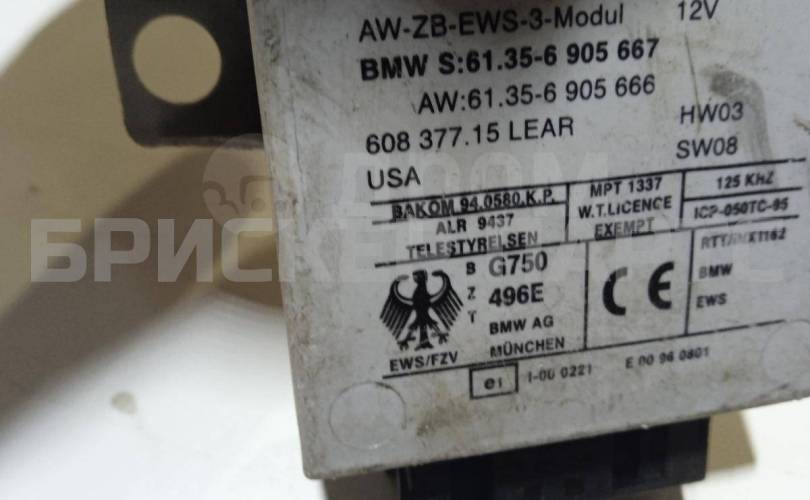 AW-ZB-EWS-3-Modul 12V
BMW S:61.35-6 905 667
AW:61.35-6 905 666
608 377.15 LEAR HW03
USA SW08
BAKOM 94.0580.K.P. MPT 1337 125 KHz
ALR 9437 W.T.LICENCE ICP-050TC-95
TELESTYRELSEN EXEMPT
B G750
Z 496E CE BMW
T BMW AG EWS
EWS/FZV MÜNCHEN
e1 1-00 0221 E 00 96 0801
БРИСКЕ